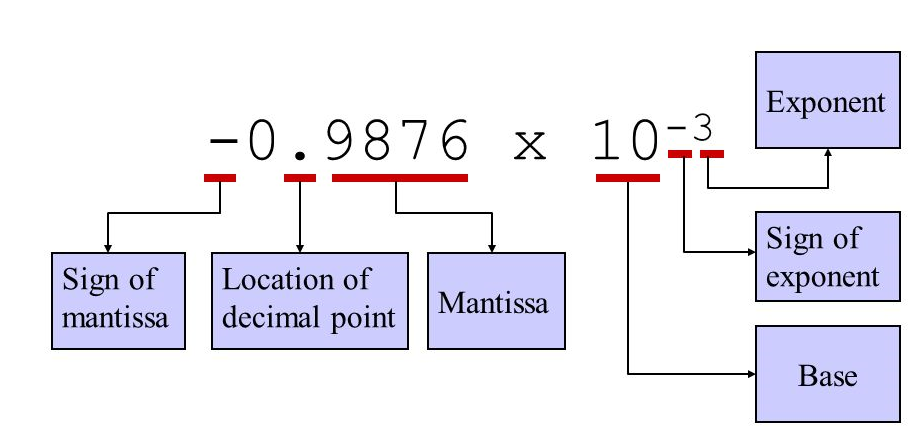 -0.9876 x 10⁻³
Exponent
Sign of
exponent
Base
Sign of
mantissa
Location of
decimal point
Mantissa